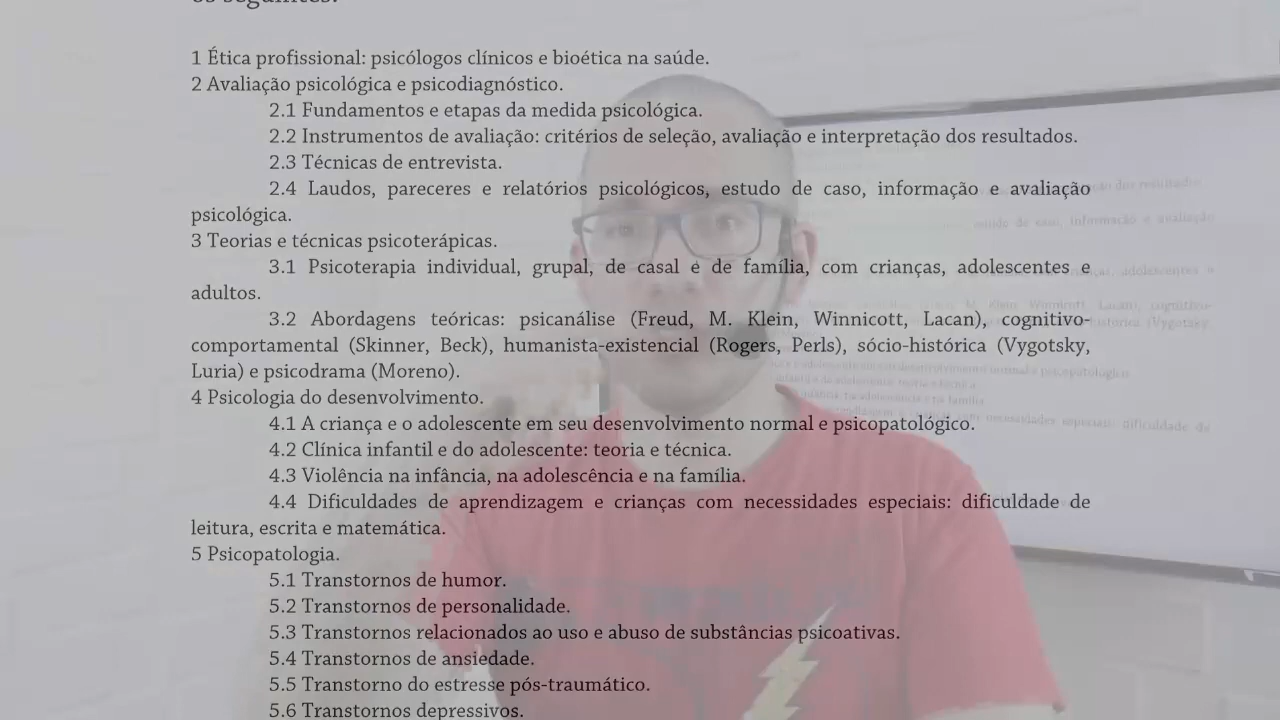 os seguintes:
1 Ética profissional: psicólogos clínicos e bioética na saúde.
2 Avaliação psicológica e psicodiagnóstico.
2.1 Fundamentos e etapas da medida psicológica.
2.2 Instrumentos de avaliação: critérios de seleção, avaliação e interpretação dos resultados.
2.3 Técnicas de entrevista.
2.4 Laudos, pareceres e relatórios psicológicos, estudo de caso, informação e avaliação
psicológica.
3 Teorias e técnicas psicoterápicas.
3.1 Psicoterapia individual, grupal, de casal e de família, com crianças, adolescentes e
adultos.
3.2 Abordagens teóricas: psicanálise (Freud, M. Klein, Winnicott, Lacan), cognitivo-
comportamental (Skinner, Beck), humanista-existencial (Rogers, Perls), sócio-histórica (Vygotsky,
Luria) e psicodrama (Moreno).
4 Psicologia do desenvolvimento.
4.1 A criança e o adolescente em seu desenvolvimento normal e psicopatológico.
4.2 Clínica infantil e do adolescente: teoria e técnica.
4.3 Violência na infância, na adolescência e na família.
4.4 Dificuldades de aprendizagem e crianças com necessidades especiais: dificuldade de
leitura, escrita e matemática.
5 Psicopatologia.
5.1 Transtornos de humor.
5.2 Transtornos de personalidade.
5.3 Transtornos relacionados ao uso e abuso de substâncias psicoativas.
5.4 Transtornos de ansiedade.
5.5 Transtorno do estresse pós-traumático.
5.6 Transtornos depressivos.